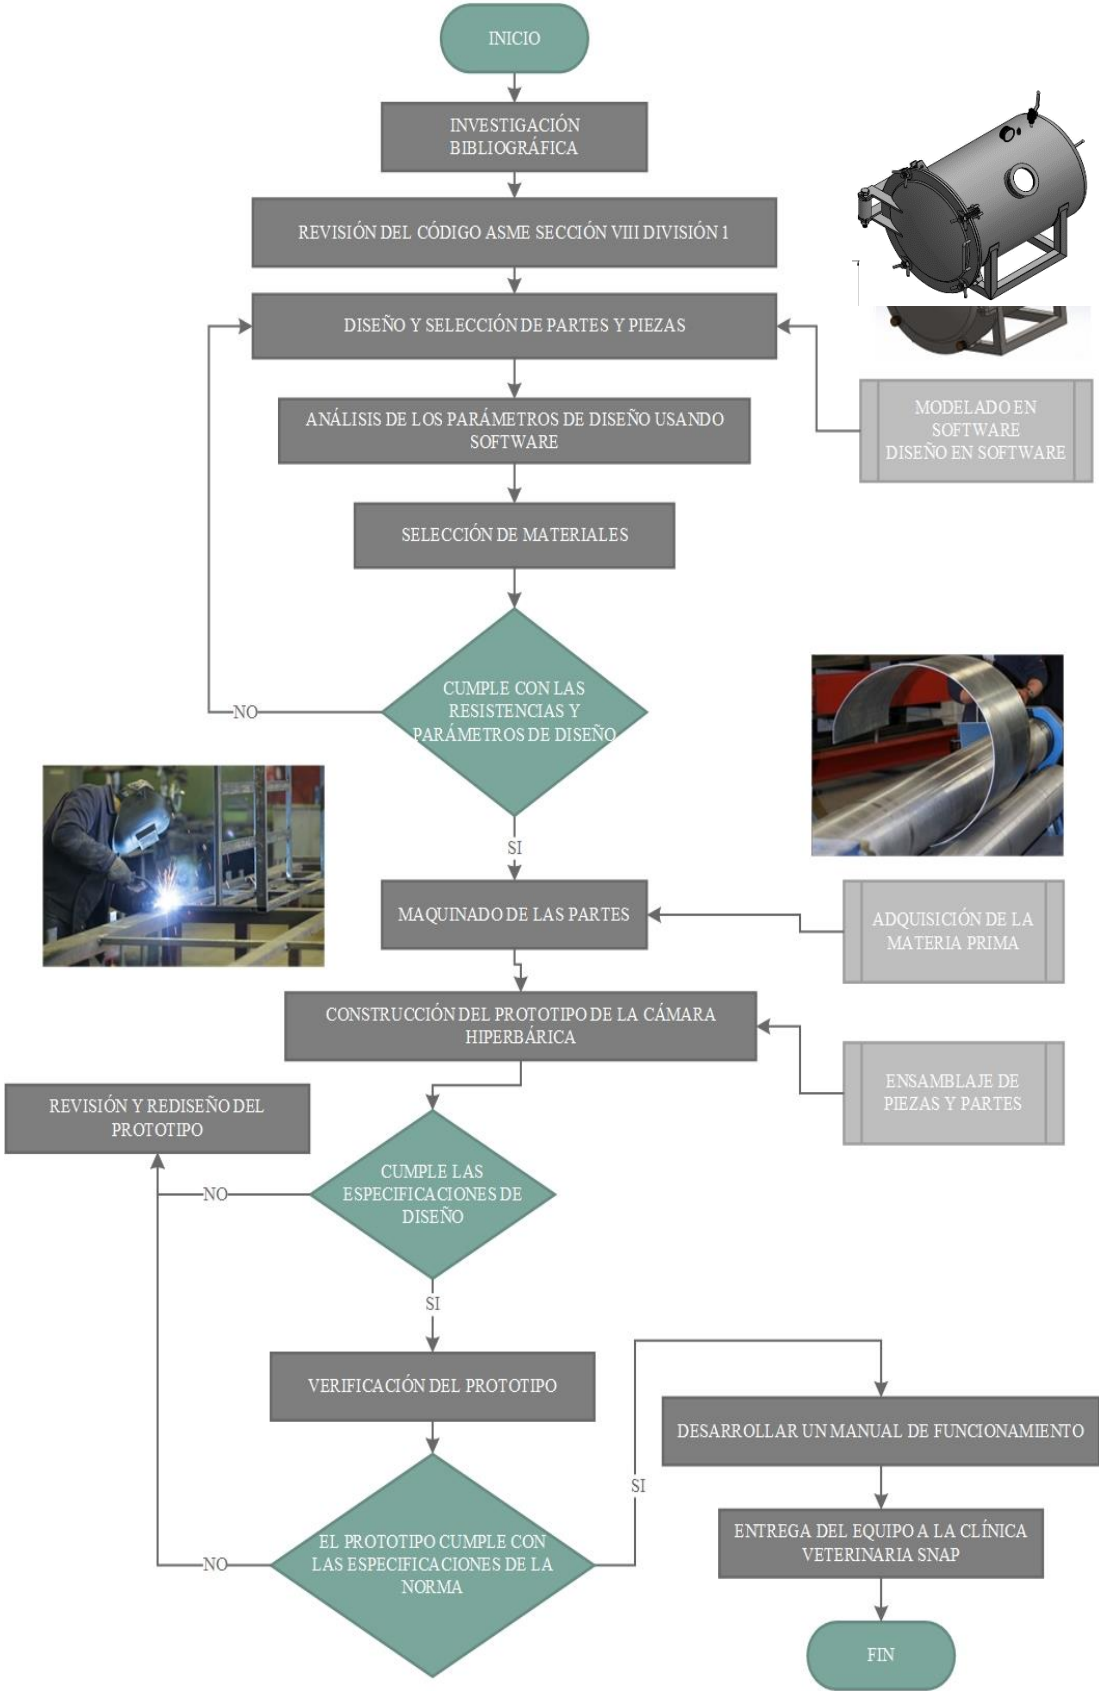 INICIO
INVESTIGACIÓN
BIBLIOGRÁFICA
REVISIÓN DEL CÓDIGO ASME SECCIÓN VIII DIVISIÓN 1
DISEÑO Y SELECCIÓN DE PARTES Y PIEZAS
MODELADO EN
SOFTWARE
DISEÑO EN SOFTWARE
ANÁLISIS DE LOS PARÁMETROS DE DISEÑO USANDO
SOFTWARE
SELECCIÓN DE MATERIALES
CUMPLE CON LAS
RESISTENCIAS Y
PARÁMETROS DE DISEÑO
NO
SI
MAQUINADO DE LAS PARTES
ADQUISICIÓN DE LA
MATERIA PRIMA
CONSTRUCCIÓN DEL PROTOTIPO DE LA CÁMARA
HIPERBÁRICA
ENSAMBLAJE DE
PIEZAS Y PARTES
REVISIÓN Y REDISEÑO DEL
PROTOTIPO
CUMPLE LAS
ESPECIFICACIONES DE
DISEÑO
NO
SI
VERIFICACIÓN DEL PROTOTIPO
EL PROTOTIPO CUMPLE CON
LAS ESPECIFICACIONES DE LA
NORMA
NO
SI
DESARROLLAR UN MANUAL DE FUNCIONAMIENTO
ENTREGA DEL EQUIPO A LA CLÍNICA
VETERINARIA SNAP
FIN